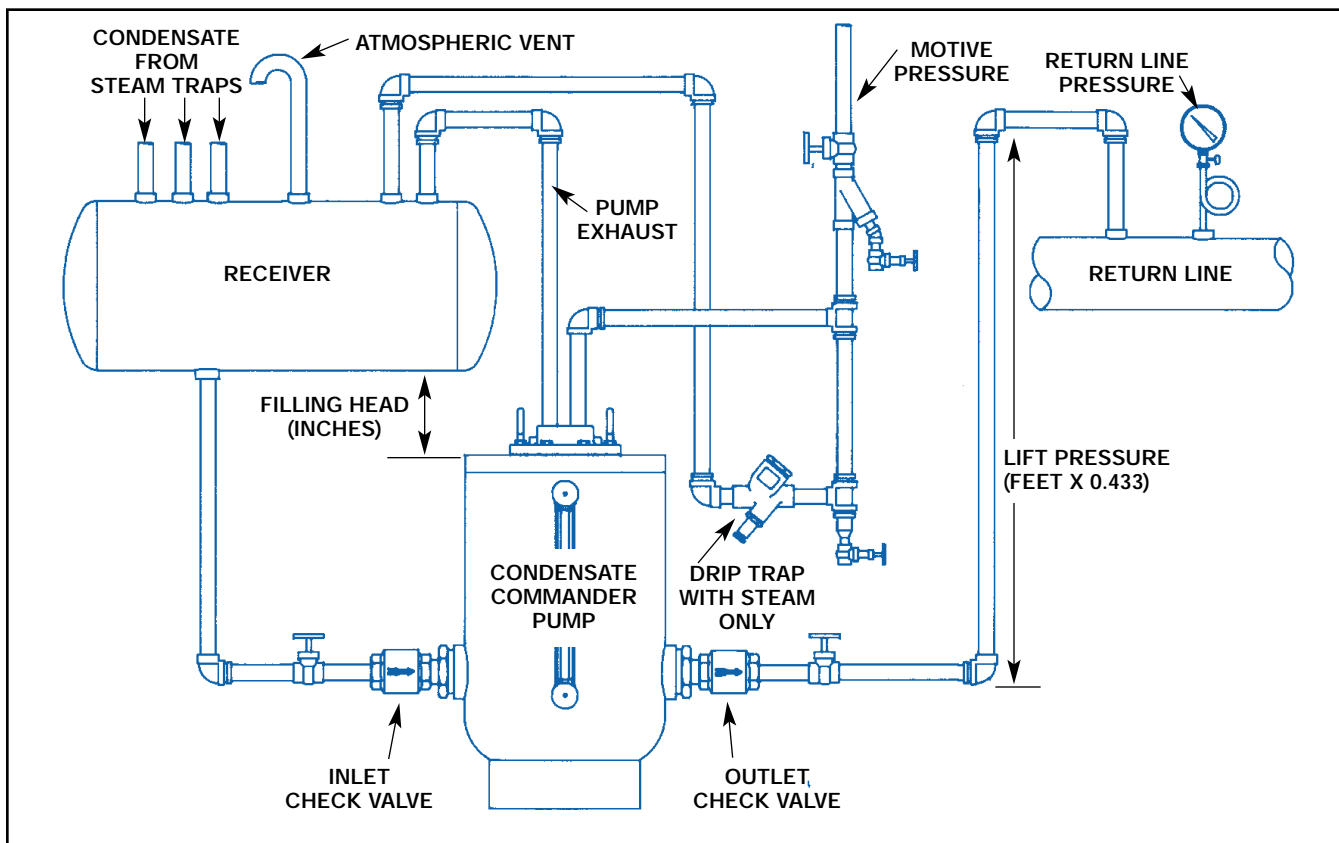 CONDENSATE
FROM
STEAM TRAPS
ATMOSPHERIC VENT
MOTIVE
PRESSURE
RETURN LINE
PRESSURE
PUMP
EXHAUST
RECEIVER
RETURN LINE
FILLING HEAD
(INCHES)
LIFT PRESSURE
(FEET X 0.433)
CONDENSATE
COMMANDER
PUMP
DRIP TRAP
WITH STEAM
ONLY
INLET
CHECK VALVE
OUTLET
CHECK VALVE